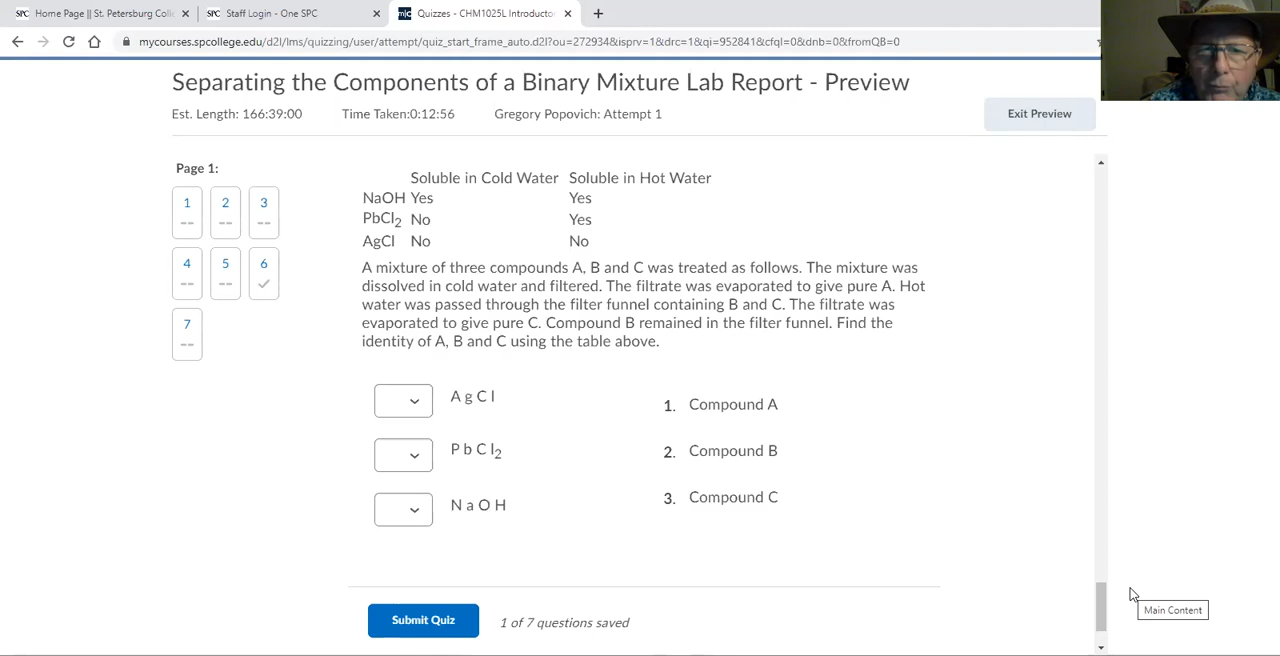 Home Page || St. Petersburg Colle
Staff Login - One SPC
Quizzes - CHM1025L Introductor
mycourses.spcollege.edu/d2l/lms/quizzing/user/attempt/quiz_start_frame_auto.d2l?ou=272934&isprv=1&drc=1&qi=952841&cfql=0&dnb=0&fromQB=0
Separating the Components of a Binary Mixture Lab Report - Preview
Est. Length: 166:39:00 Time Taken:0:12:56 Gregory Popovich: Attempt 1
Exit Preview
Page 1:
1 2 3
-- -- --
4 5 6
-- --
7
--
Soluble in Cold Water Soluble in Hot Water
NaOH Yes Yes
PbCl2 No Yes
AgCl No No
A mixture of three compounds A, B and C was treated as follows. The mixture was
dissolved in cold water and filtered. The filtrate was evaporated to give pure A. Hot
water was passed through the filter funnel containing B and C. The filtrate was
evaporated to give pure C. Compound B remained in the filter funnel. Find the
identity of A, B and C using the table above.
A g C l
P b C l2
N a O H
1. Compound A
2. Compound B
3. Compound C
Submit Quiz 1 of 7 questions saved
Main Content